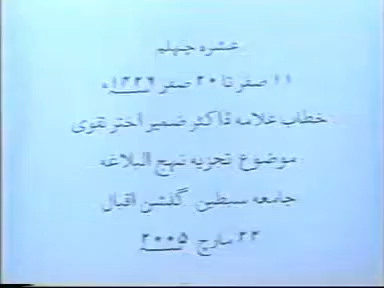 عشرہ چہلم
۱۱ صفر تا ۲۰ صفر ۱۴۲۶ھ
خطاب علامہ ڈاکٹر ضمیر اختر نقوی
موضوع تجزیہ نہج البلاغہ
جامعہ سبطین گلشن اقبال
۲۲ مارچ ۲۰۰۵